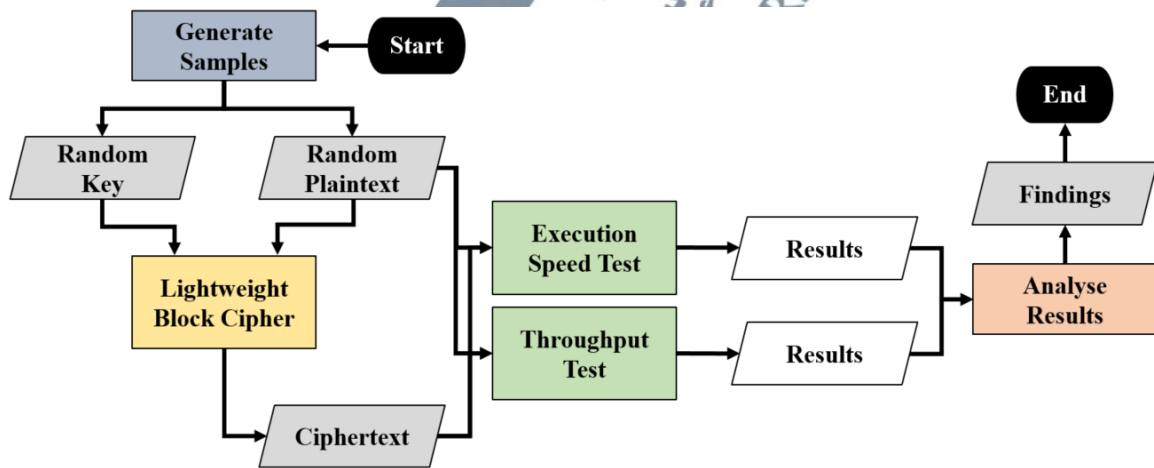 Generate
Samples
Start
End
Random
Key
Random
Plaintext
Findings
Execution
Speed Test
Results
Lightweight
Block Cipher
Analyse
Results
Throughput
Test
Results
Ciphertext